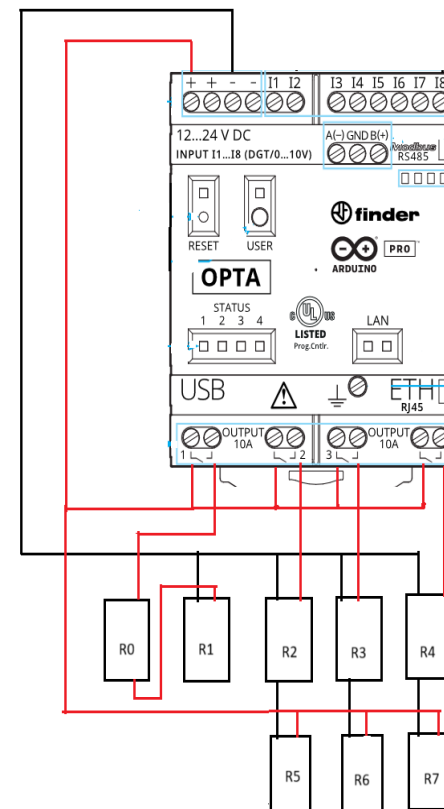 + + - - I1 I2 I3 I4 I5 I6 I7 I8
12...24 V DC
INPUT I1...I8 (DGT/0...10V)
A(-) GND B(+)
Modbus
RS485
RESET
USER
finder
ARDUINO
PRO
OPTA
STATUS
1 2 3 4
C UL US
LISTED
Prog.Cntlr.
LAN
USB
ETH
RJ45
OUTPUT
10A
1
2
OUTPUT
10A
3
R0
R1
R2
R3
R4
R5
R6
R7